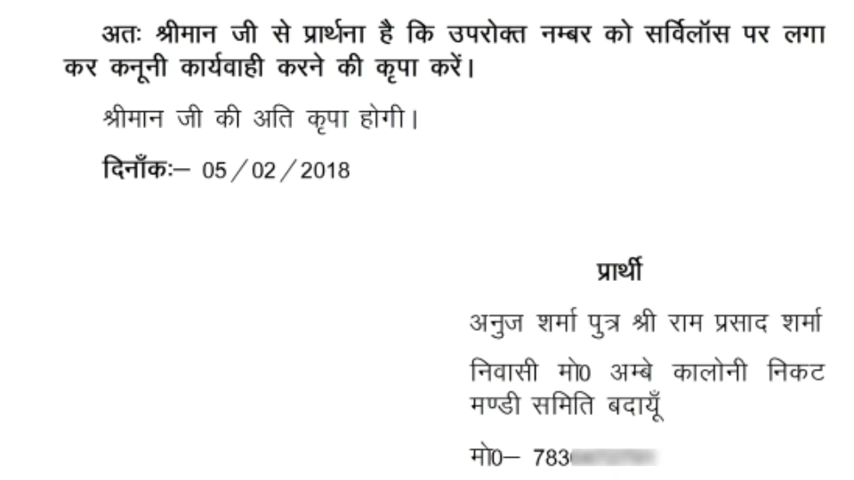 अतः श्रीमान जी से प्रार्थना है कि उपरोक्त नम्बर को सर्विलॉस पर लगा
कर कनूनी कार्यवाही करने की कृपा करें।
श्रीमान जी की अति कृपा होगी।
दिनाँकः— 05/02/2018
प्रार्थी
अनुज शर्मा पुत्र श्री राम प्रसाद शर्मा
निवासी मो0 अम्बे कालोनी निकट
मण्डी समिति बदायूँ
मो0— 783